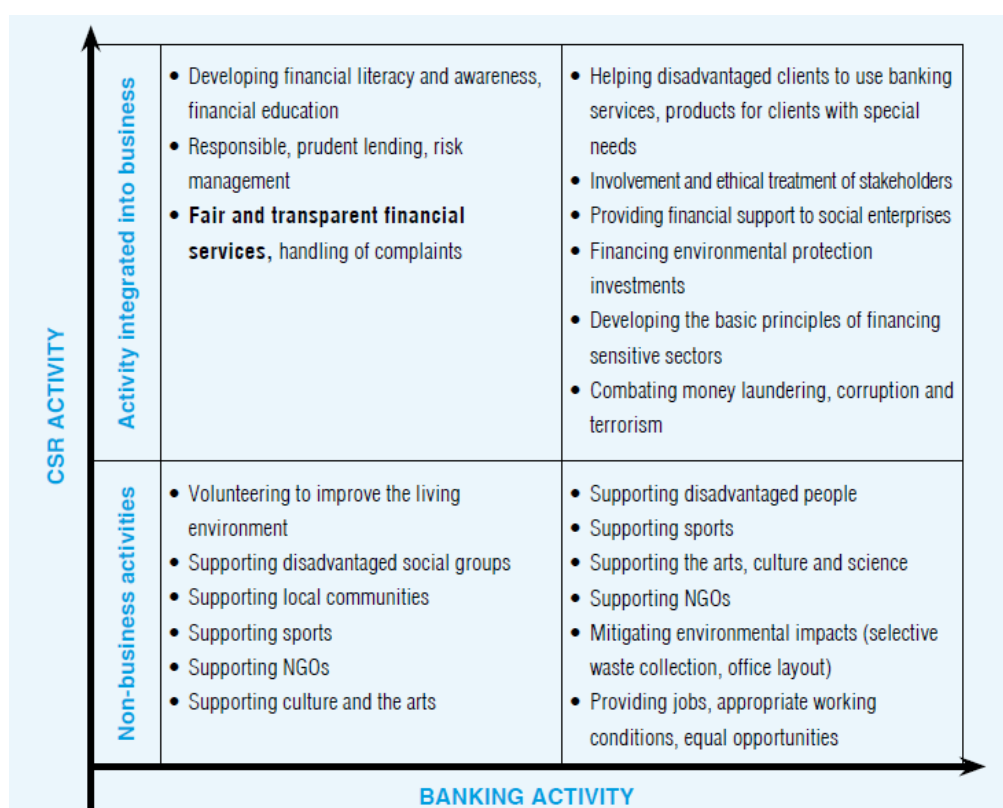 CSR ACTIVITY
Activity integrated into business
• Developing financial literacy and awareness,
financial education
• Responsible, prudent lending, risk
management
• Fair and transparent financial
services, handling of complaints
• Helping disadvantaged clients to use banking
services, products for clients with special
needs
• Involvement and ethical treatment of stakeholders
• Providing financial support to social enterprises
• Financing environmental protection
investments
• Developing the basic principles of financing
sensitive sectors
• Combating money laundering, corruption and
terrorism
Non-business activities
• Volunteering to improve the living
environment
• Supporting disadvantaged social groups
• Supporting local communities
• Supporting sports
• Supporting NGOs
• Supporting culture and the arts
• Supporting disadvantaged people
• Supporting sports
• Supporting the arts, culture and science
• Supporting NGOs
• Mitigating environmental impacts (selective
waste collection, office layout)
• Providing jobs, appropriate working
conditions, equal opportunities
BANKING ACTIVITY